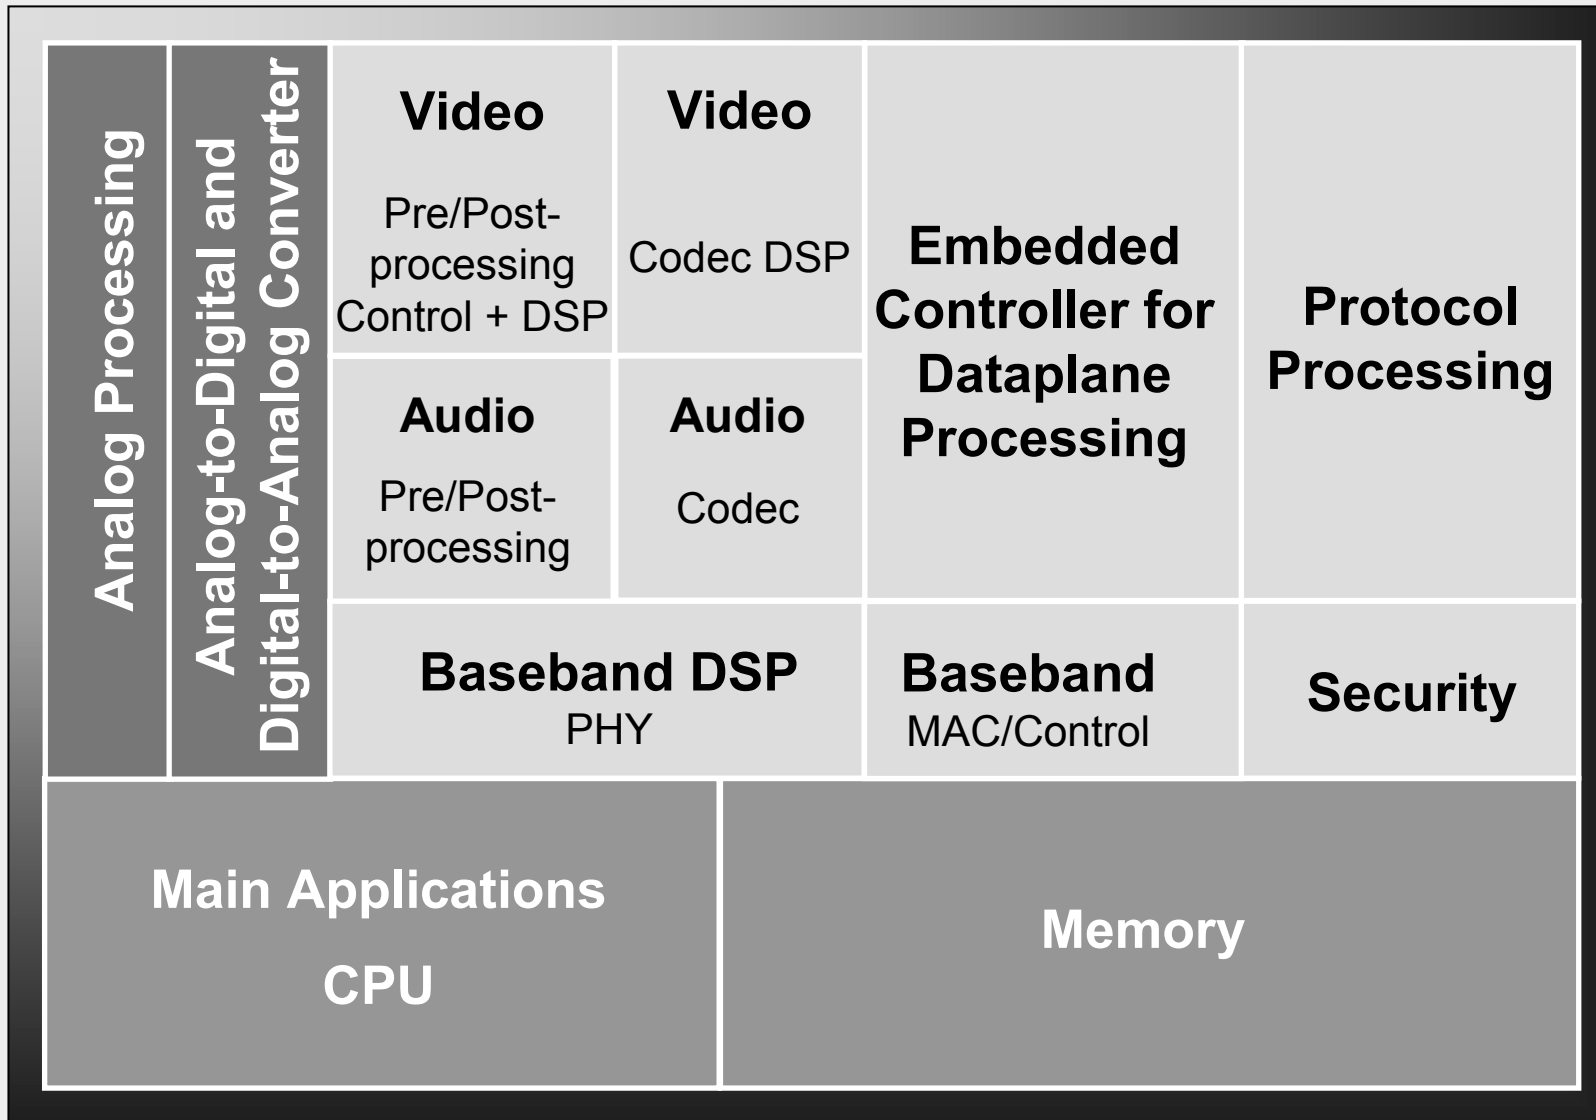 Analog Processing
Analog-to-Digital and
Digital-to-Analog Converter
Video
Pre/Post-
processing
Control + DSP
Video
Codec DSP
Audio
Pre/Post-
processing
Audio
Codec
Embedded
Controller for
Dataplane
Processing
Protocol
Processing
Baseband DSP
PHY
Baseband
MAC/Control
Security
Main Applications
CPU
Memory